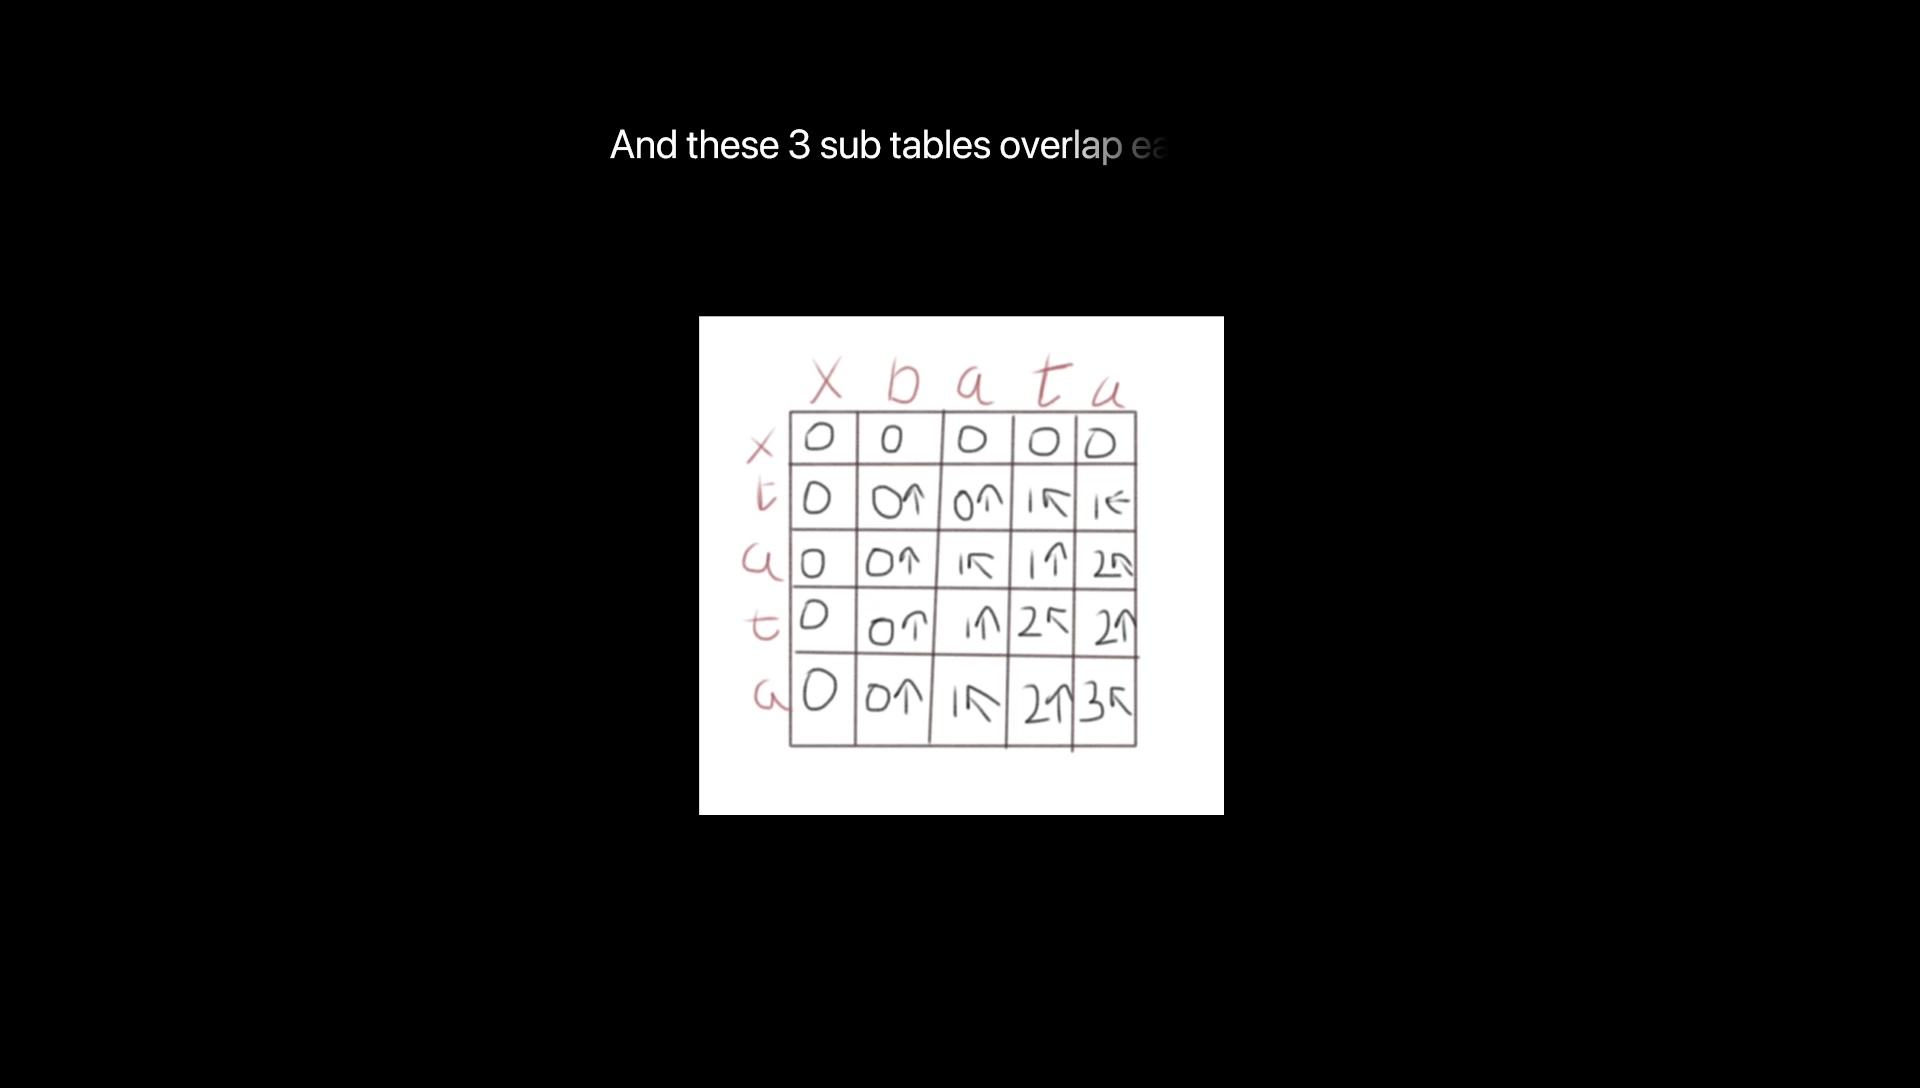 And these 3 sub tables overlap ea
x b a t a
x 0 0 0 0 0
t 0 0↑ 0↑ 1↖ 1←
a 0 0↑ 1↖ 1↑ 2↖
t 0 0↑ 1↑ 2↖ 2↑
a 0 0↑ 1↖ 2↑ 3↖